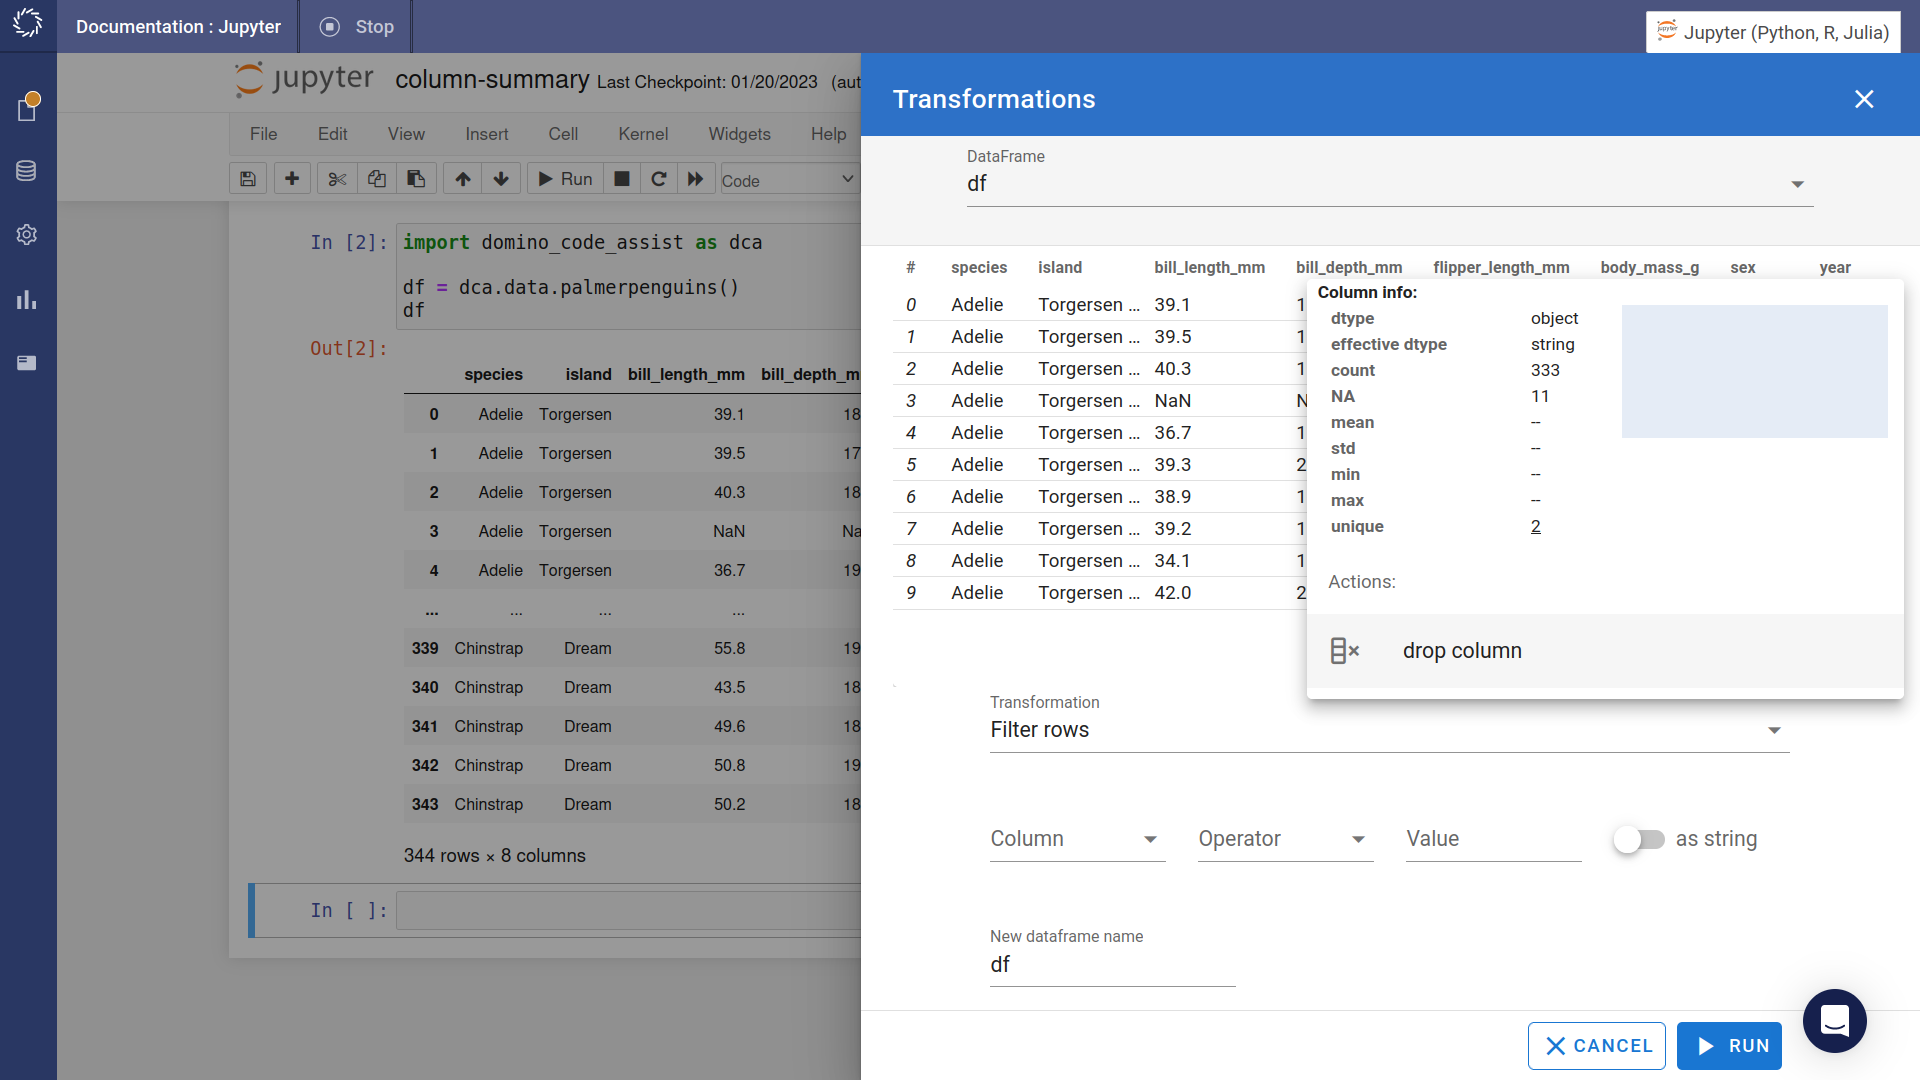 Documentation : Jupyter
Stop
Jupyter (Python, R, Julia)
jupyter column-summary Last Checkpoint: 01/20/2023 (aut
File Edit View Insert Cell Kernel Widgets Help
Run
Code
In [2]: import domino_code_assist as dca
df = dca.data.palmerpenguins()
df
Out[2]:
species island bill_length_mm bill_depth_m
0 Adelie Torgersen 39.1 18
1 Adelie Torgersen 39.5 17
2 Adelie Torgersen 40.3 18
3 Adelie Torgersen NaN Na
4 Adelie Torgersen 36.7 19
... ... ... ...
339 Chinstrap Dream 55.8 19
340 Chinstrap Dream 43.5 18
341 Chinstrap Dream 49.6 18
342 Chinstrap Dream 50.8 19
343 Chinstrap Dream 50.2 18
344 rows × 8 columns
In [ ]:
Transformations
DataFrame
df
# species island bill_length_mm bill_depth_mm flipper_length_mm body_mass_g sex year
0 Adelie Torgersen ... 39.1 1
1 Adelie Torgersen ... 39.5 1
2 Adelie Torgersen ... 40.3 1
3 Adelie Torgersen ... NaN N
4 Adelie Torgersen ... 36.7 1
5 Adelie Torgersen ... 39.3 2
6 Adelie Torgersen ... 38.9 1
7 Adelie Torgersen ... 39.2 1
8 Adelie Torgersen ... 34.1 1
9 Adelie Torgersen ... 42.0 2
Column info:
dtype object
effective dtype string
count 333
NA 11
mean --
std --
min --
max --
unique 2
Actions:
drop column
Transformation
Filter rows
Column Operator Value as string
New dataframe name
df
CANCEL RUN